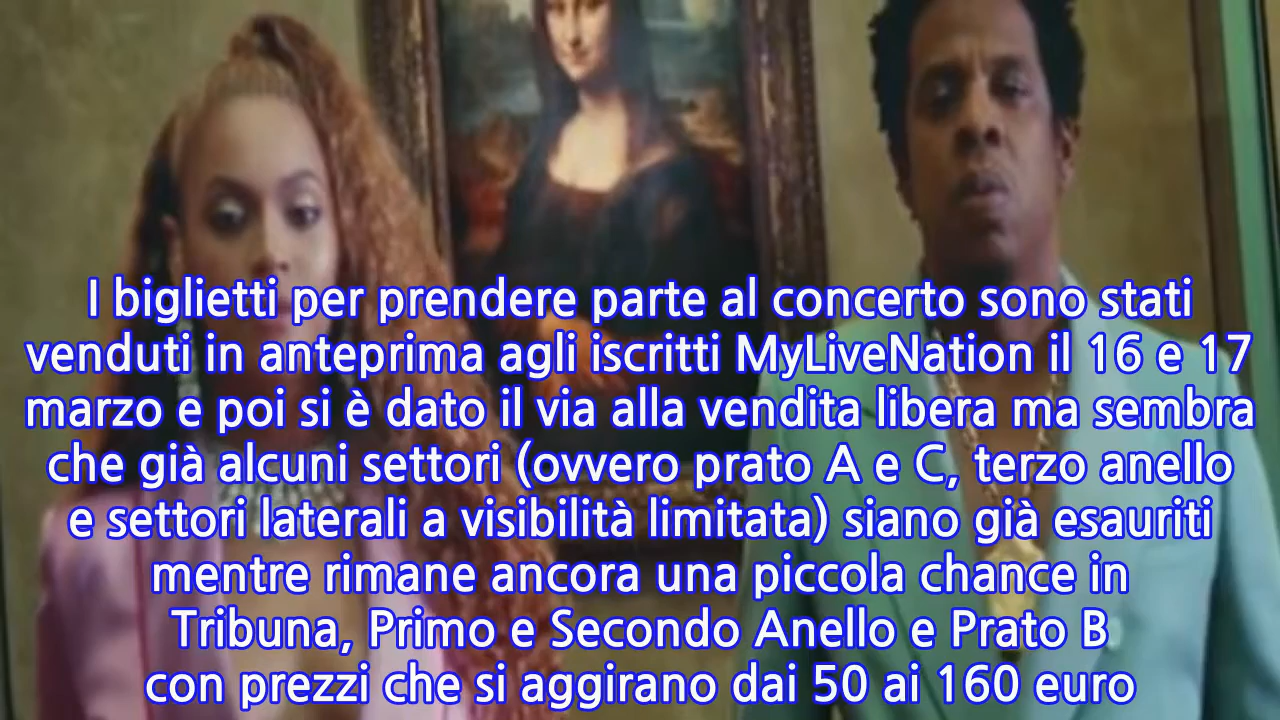 I biglietti per prendere parte al concerto sono stati
venduti in anteprima agli iscritti MyLiveNation il 16 e 17
marzo e poi si è dato il via alla vendita libera ma sembra
che già alcuni settori (ovvero prato A e C, terzo anello
e settori laterali a visibilità limitata) siano già esauriti
mentre rimane ancora una piccola chance in
Tribuna, Primo e Secondo Anello e Prato B
con prezzi che si aggirano dai 50 ai 160 euro